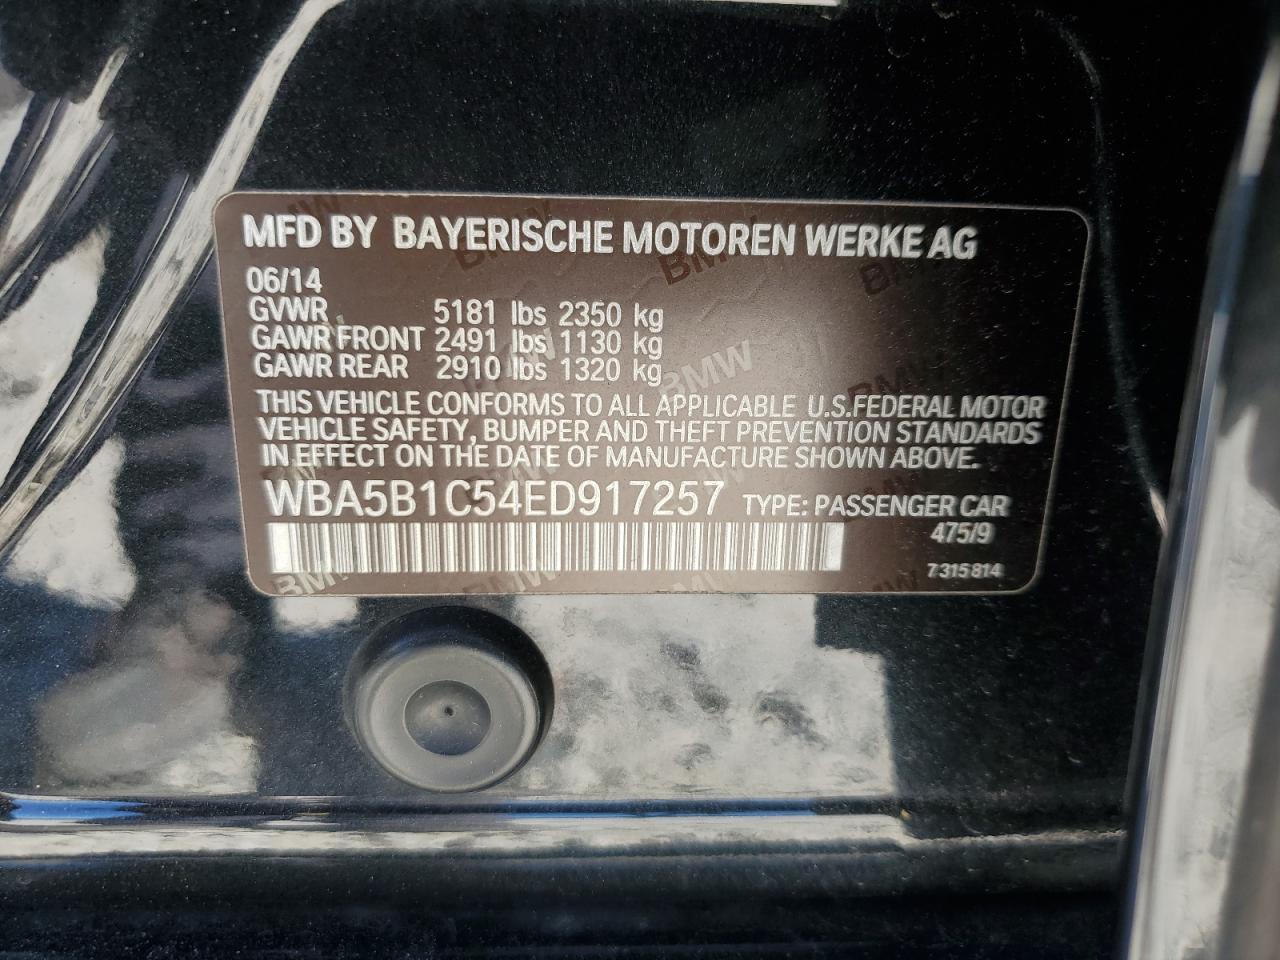 MFD BY BAYERISCHE MOTOREN WERKE AG
06/14
GVWR 5181 lbs 2350 kg
GAWR FRONT 2491 lbs 1130 kg
GAWR REAR 2910 lbs 1320 kg
THIS VEHICLE CONFORMS TO ALL APPLICABLE U.S.FEDERAL MOTOR
VEHICLE SAFETY, BUMPER AND THEFT PREVENTION STANDARDS
IN EFFECT ON THE DATE OF MANUFACTURE SHOWN ABOVE.
WBA5B1C54ED917257 TYPE: PASSENGER CAR
475/9
7315814